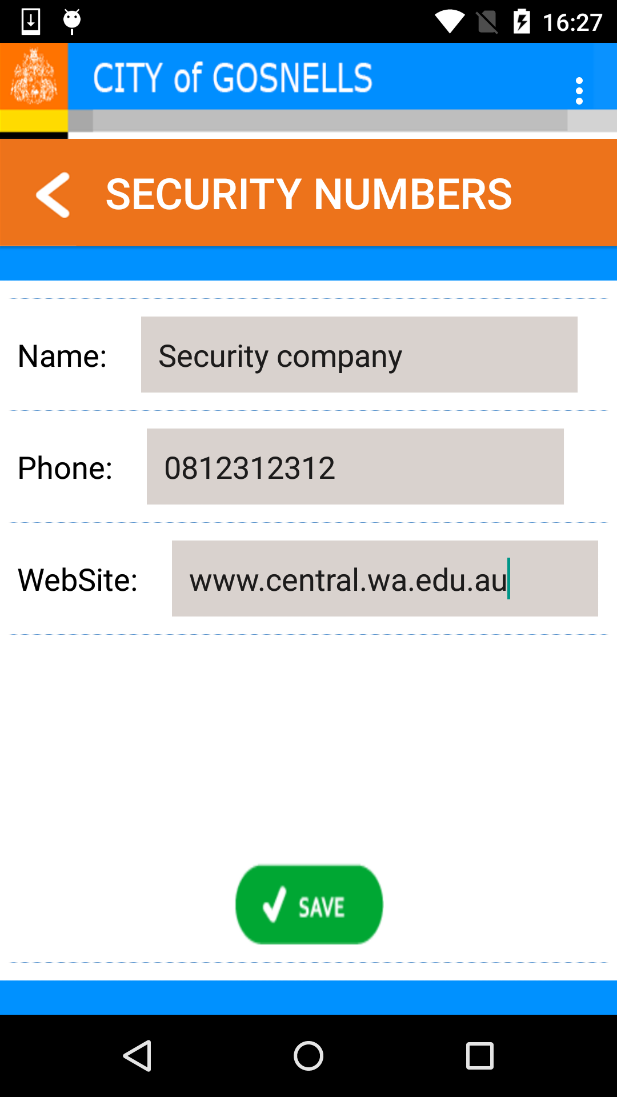 16:27
CITY of GOSNELLS
SECURITY NUMBERS
Name: Security company
Phone: 0812312312
WebSite: www.central.wa.edu.au
SAVE